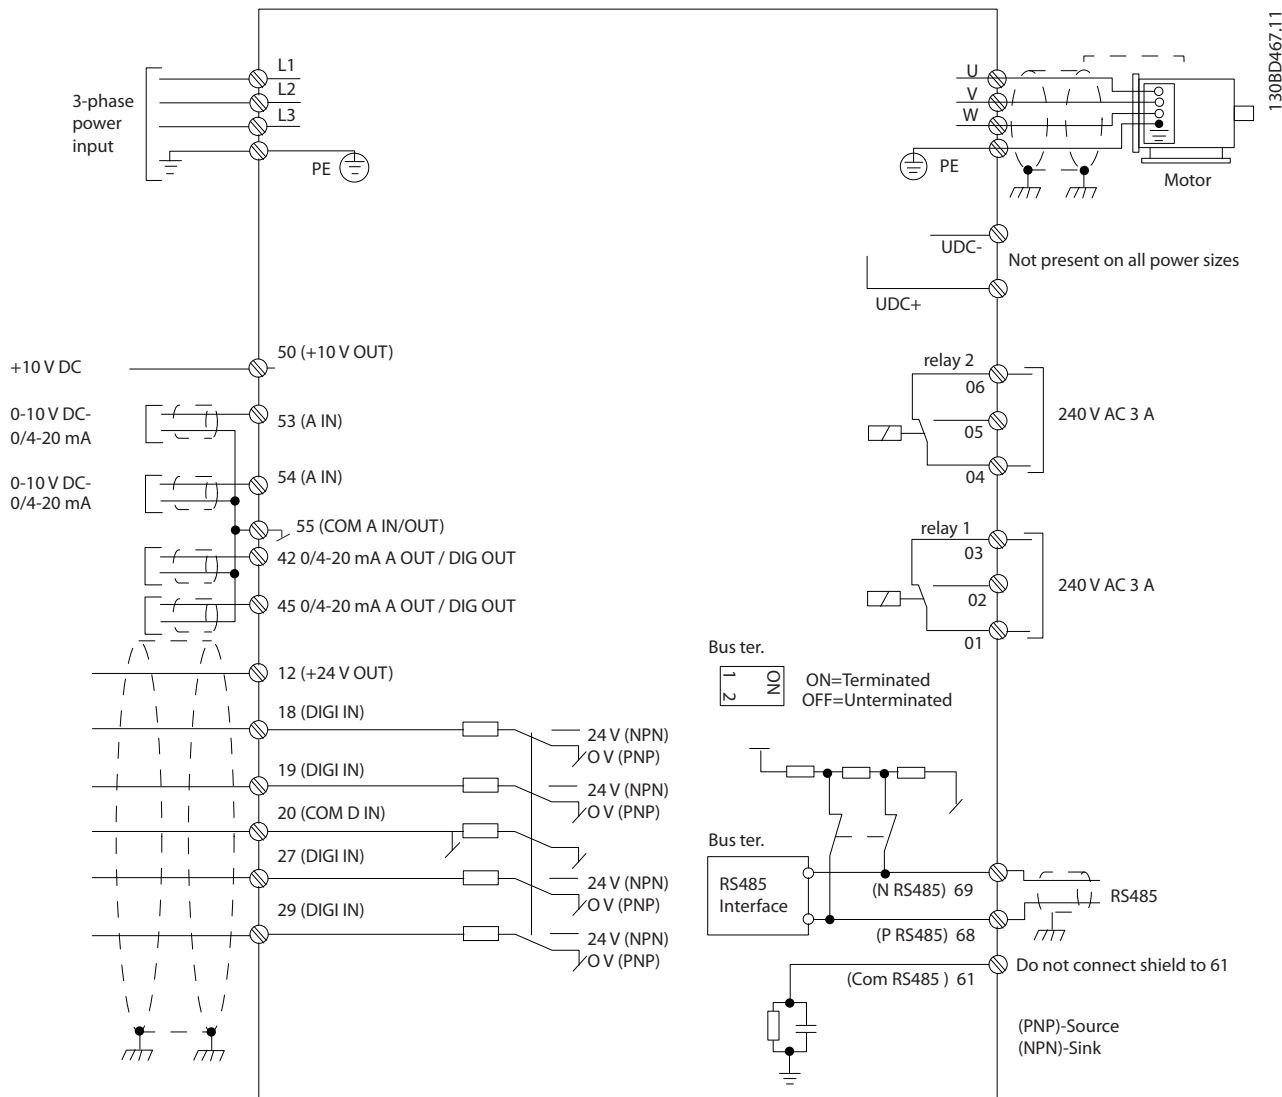 130BD467.11
3-phase
power
input
L1
L2
L3
PE
U
V
W
PE
Motor
UDC-
Not present on all power sizes
UDC+
+10 V DC
50 (+10 V OUT)
0-10 V DC-
0/4-20 mA
53 (A IN)
0-10 V DC-
0/4-20 mA
54 (A IN)
55 (COM A IN/OUT)
42 0/4-20 mA A OUT / DIG OUT
45 0/4-20 mA A OUT / DIG OUT
12 (+24 V OUT)
18 (DIGI IN)
24 V (NPN)
O V (PNP)
19 (DIGI IN)
24 V (NPN)
O V (PNP)
20 (COM D IN)
27 (DIGI IN)
24 V (NPN)
O V (PNP)
29 (DIGI IN)
24 V (NPN)
O V (PNP)
relay 2
06
05
04
240 V AC 3 A
relay 1
03
02
01
240 V AC 3 A
Bus ter.
1
2
ON
ON=Terminated
OFF=Unterminated
Bus ter.
RS485
Interface
(N RS485) 69
RS485
(P RS485) 68
(Com RS485 ) 61
Do not connect shield to 61
(PNP)-Source
(NPN)-Sink